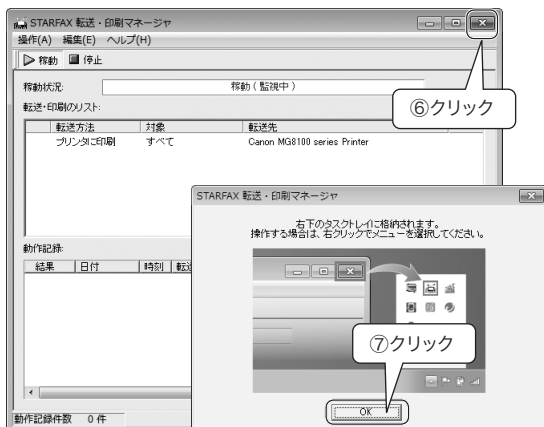 STARFAX 転送・印刷マネージャ
操作(A) 編集(E) ヘルプ(H)
稼動 停止
稼動状況: 稼動(監視中)
⑥クリック
転送・印刷のリスト:
転送方法 対象 転送先
プリンタに印刷 すべて Canon MG8100 series Printer
STARFAX 転送・印刷マネージャ
右下のタスクトレイに格納されます。
操作する場合は、右クリックでメニューを選択してください。
動作記録:
結果 日付 時刻 転送
⑦クリック
OK
動作記録件数 0 件